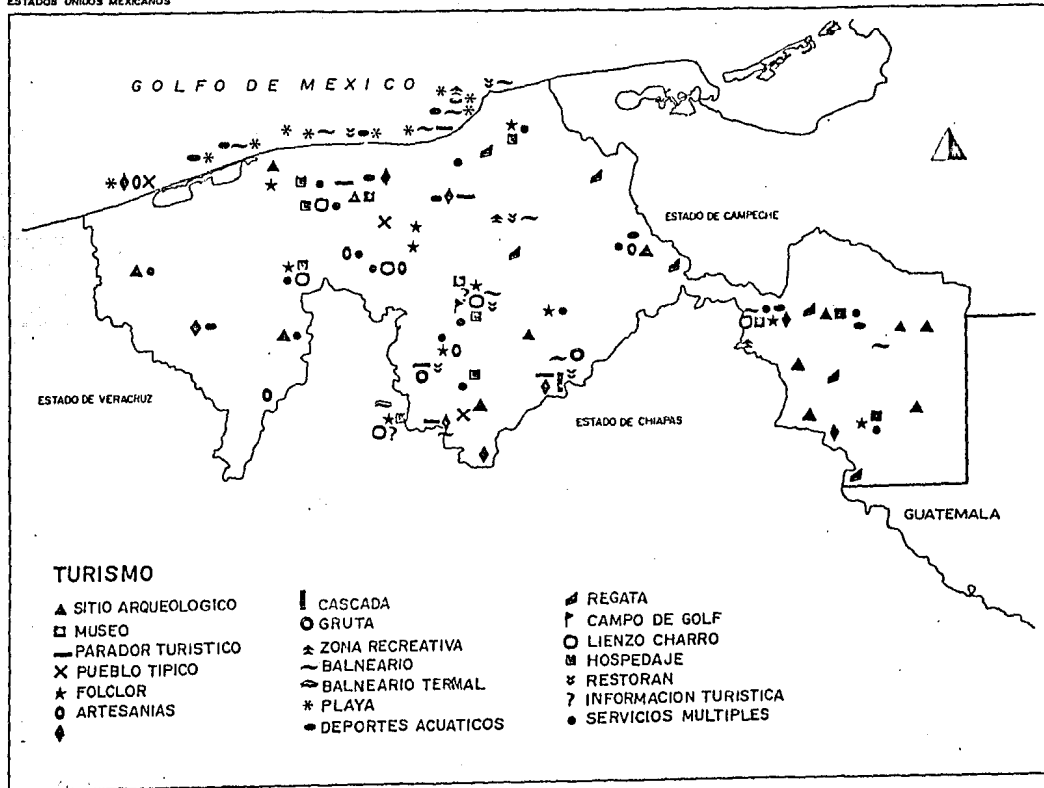 ESTADOS UNIDOS MEXICANOS
GOLFO DE MEXICO
ESTADO DE CAMPECHE
ESTADO DE VERACRUZ
ESTADO DE CHIAPAS
GUATEMALA
TURISMO
SITIO ARQUEOLOGICO
MUSEO
PARADOR TURISTICO
PUEBLO TIPICO
FOLCLOR
ARTESANIAS
CASCADA
GRUTA
ZONA RECREATIVA
BALNEARIO
BALNEARIO TERMAL
PLAYA
DEPORTES ACUATICOS
REGATA
CAMPO DE GOLF
LIENZO CHARRO
HOSPEDAJE
RESTORAN
? INFORMACION TURISTICA
SERVICIOS MULTIPLES